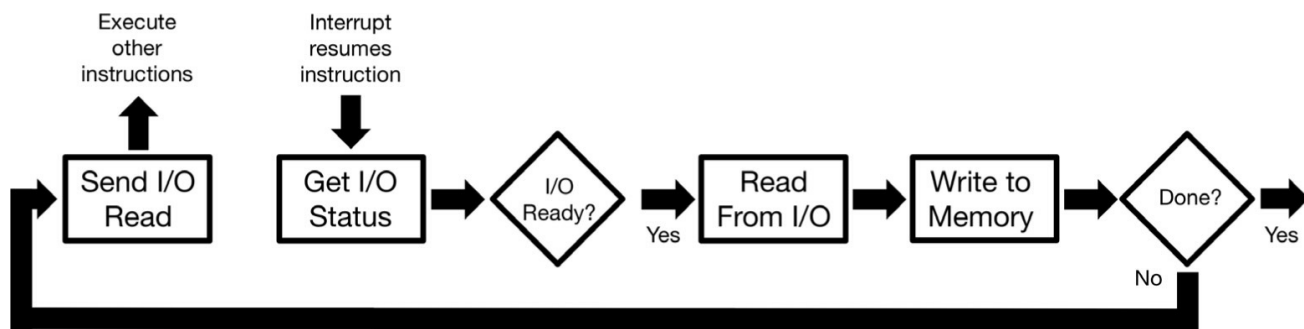 Execute
other
instructions
Interrupt
resumes
instruction
Send I/O
Read
Get I/O
Status
I/O
Ready?
Yes
Read
From I/O
Write to
Memory
Done?
Yes
No